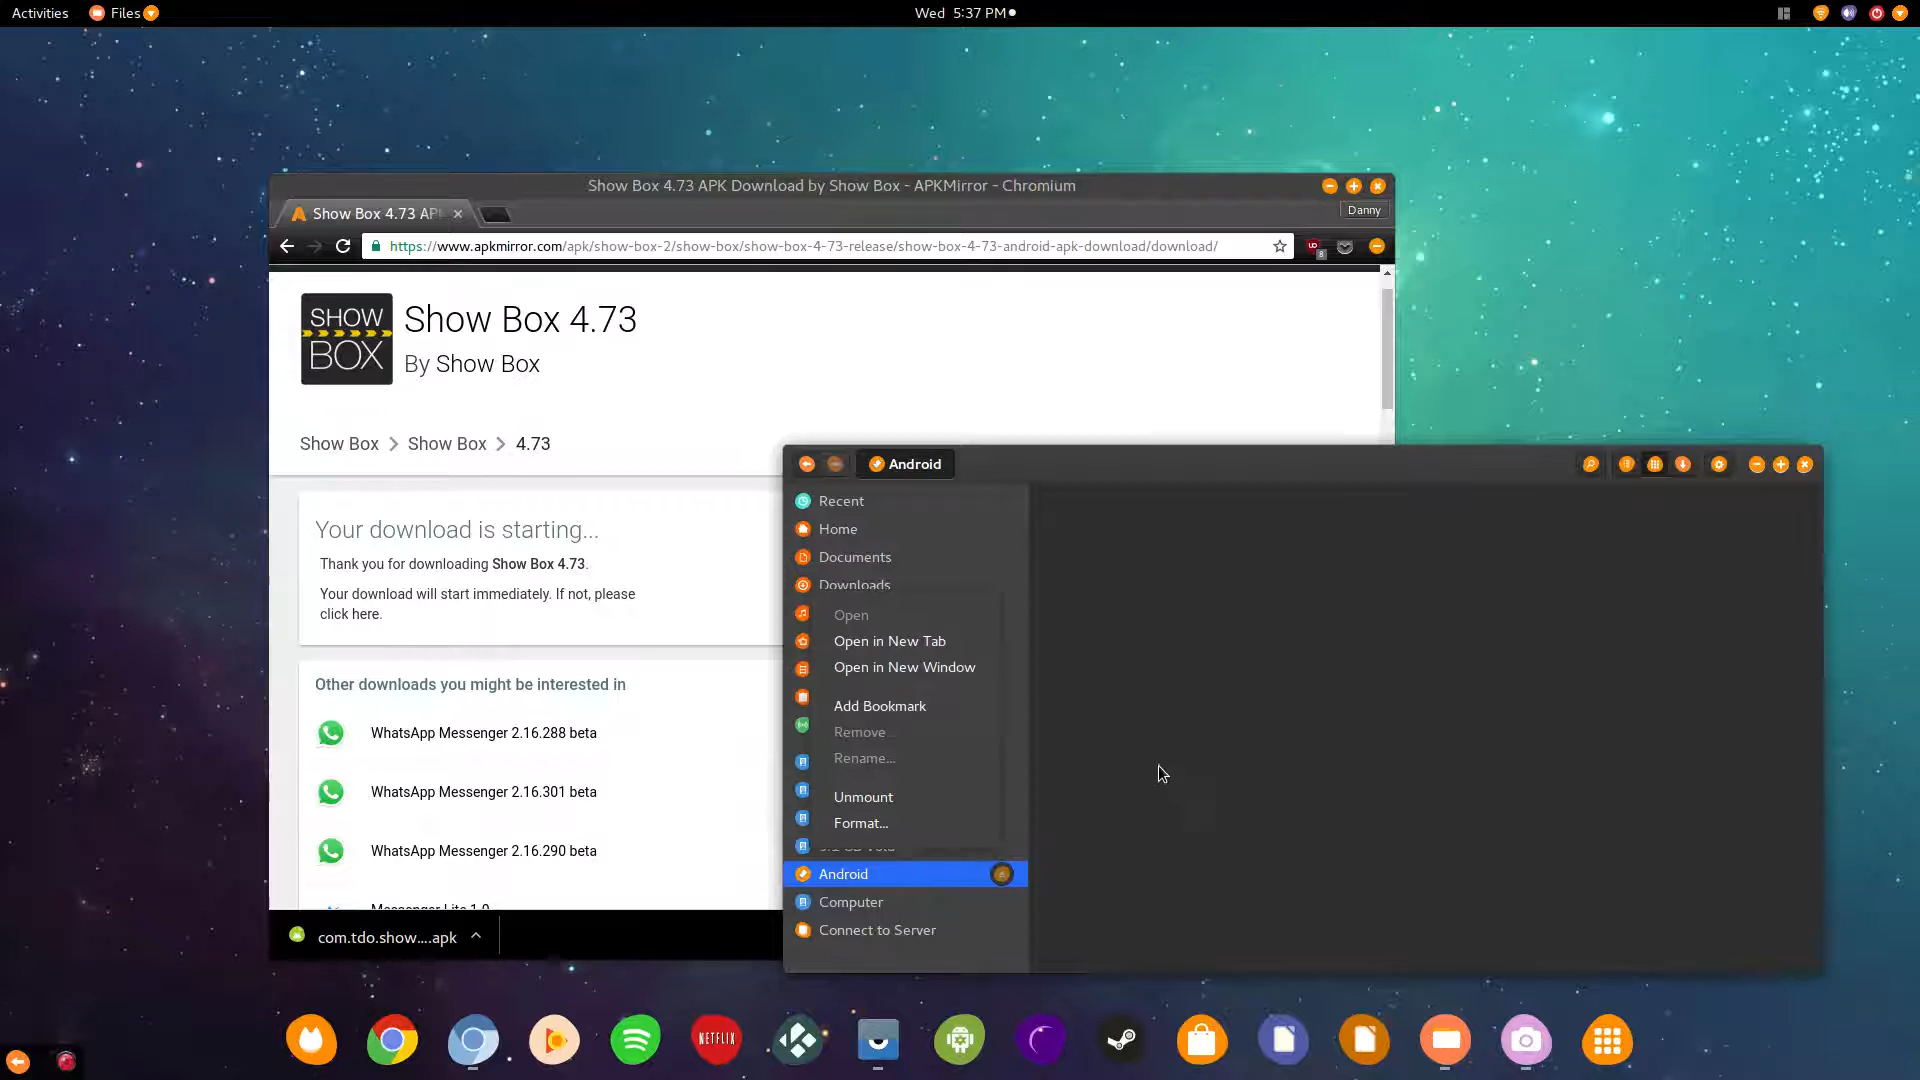 Activities
Files
Wed 5:37 PM
Show Box 4.73 APK Download by Show Box - APKMirror - Chromium
Show Box 4.73 AP
Danny
https://www.apkmirror.com/apk/show-box-2/show-box/show-box-4-73-release/show-box-4-73-android-apk-download/download/
8
SHOW
BOX
Show Box 4.73
By Show Box
Show Box
Show Box
4.73
Your download is starting...
Thank you for downloading Show Box 4.73.
Your download will start immediately. If not, please
click here.
Other downloads you might be interested in
WhatsApp Messenger 2.16.288 beta
WhatsApp Messenger 2.16.301 beta
WhatsApp Messenger 2.16.290 beta
Messenger Lite 1.0
com.tdo.show....apk
Android
Recent
Home
Documents
Downloads
Open
Open in New Tab
Open in New Window
Add Bookmark
Remove
Rename...
Unmount
Format...
Android
Computer
Connect to Server
NETFLIX